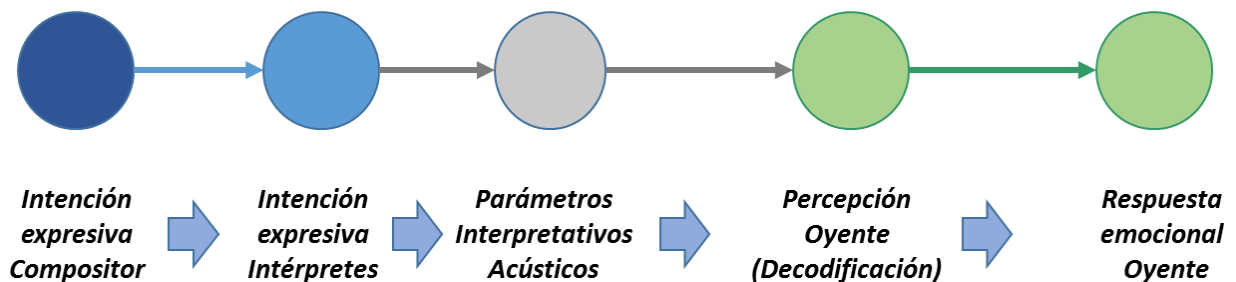 Intención
expresiva
Compositor
Intención
expresiva
Intérpretes
Parámetros
Interpretativos
Acústicos
Percepción
Oyente
(Decodificación)
Respuesta
emocional
Oyente